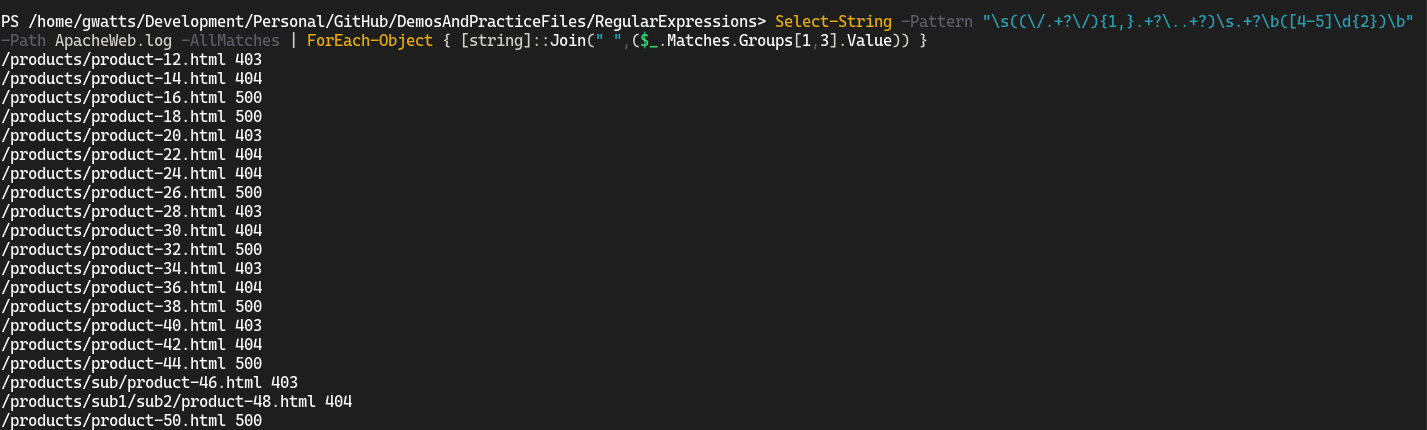 PS /home/gwatts/Development/Personal/GitHub/DemosAndPracticeFiles/RegularExpressions> Select-String -Pattern "\s((\/.+?\/){1,}.+?\..+?)\s.+?\b([4-5]\d{2})\b"
-Path ApacheWeb.log -AllMatches | ForEach-Object { [string]::Join(" ",($_.Matches.Groups[1,3].Value)) }
/products/product-12.html 403
/products/product-14.html 404
/products/product-16.html 500
/products/product-18.html 500
/products/product-20.html 403
/products/product-22.html 404
/products/product-24.html 404
/products/product-26.html 500
/products/product-28.html 403
/products/product-30.html 404
/products/product-32.html 500
/products/product-34.html 403
/products/product-36.html 404
/products/product-38.html 500
/products/product-40.html 403
/products/product-42.html 404
/products/product-44.html 500
/products/sub/product-46.html 403
/products/sub1/sub2/product-48.html 404
/products/product-50.html 500